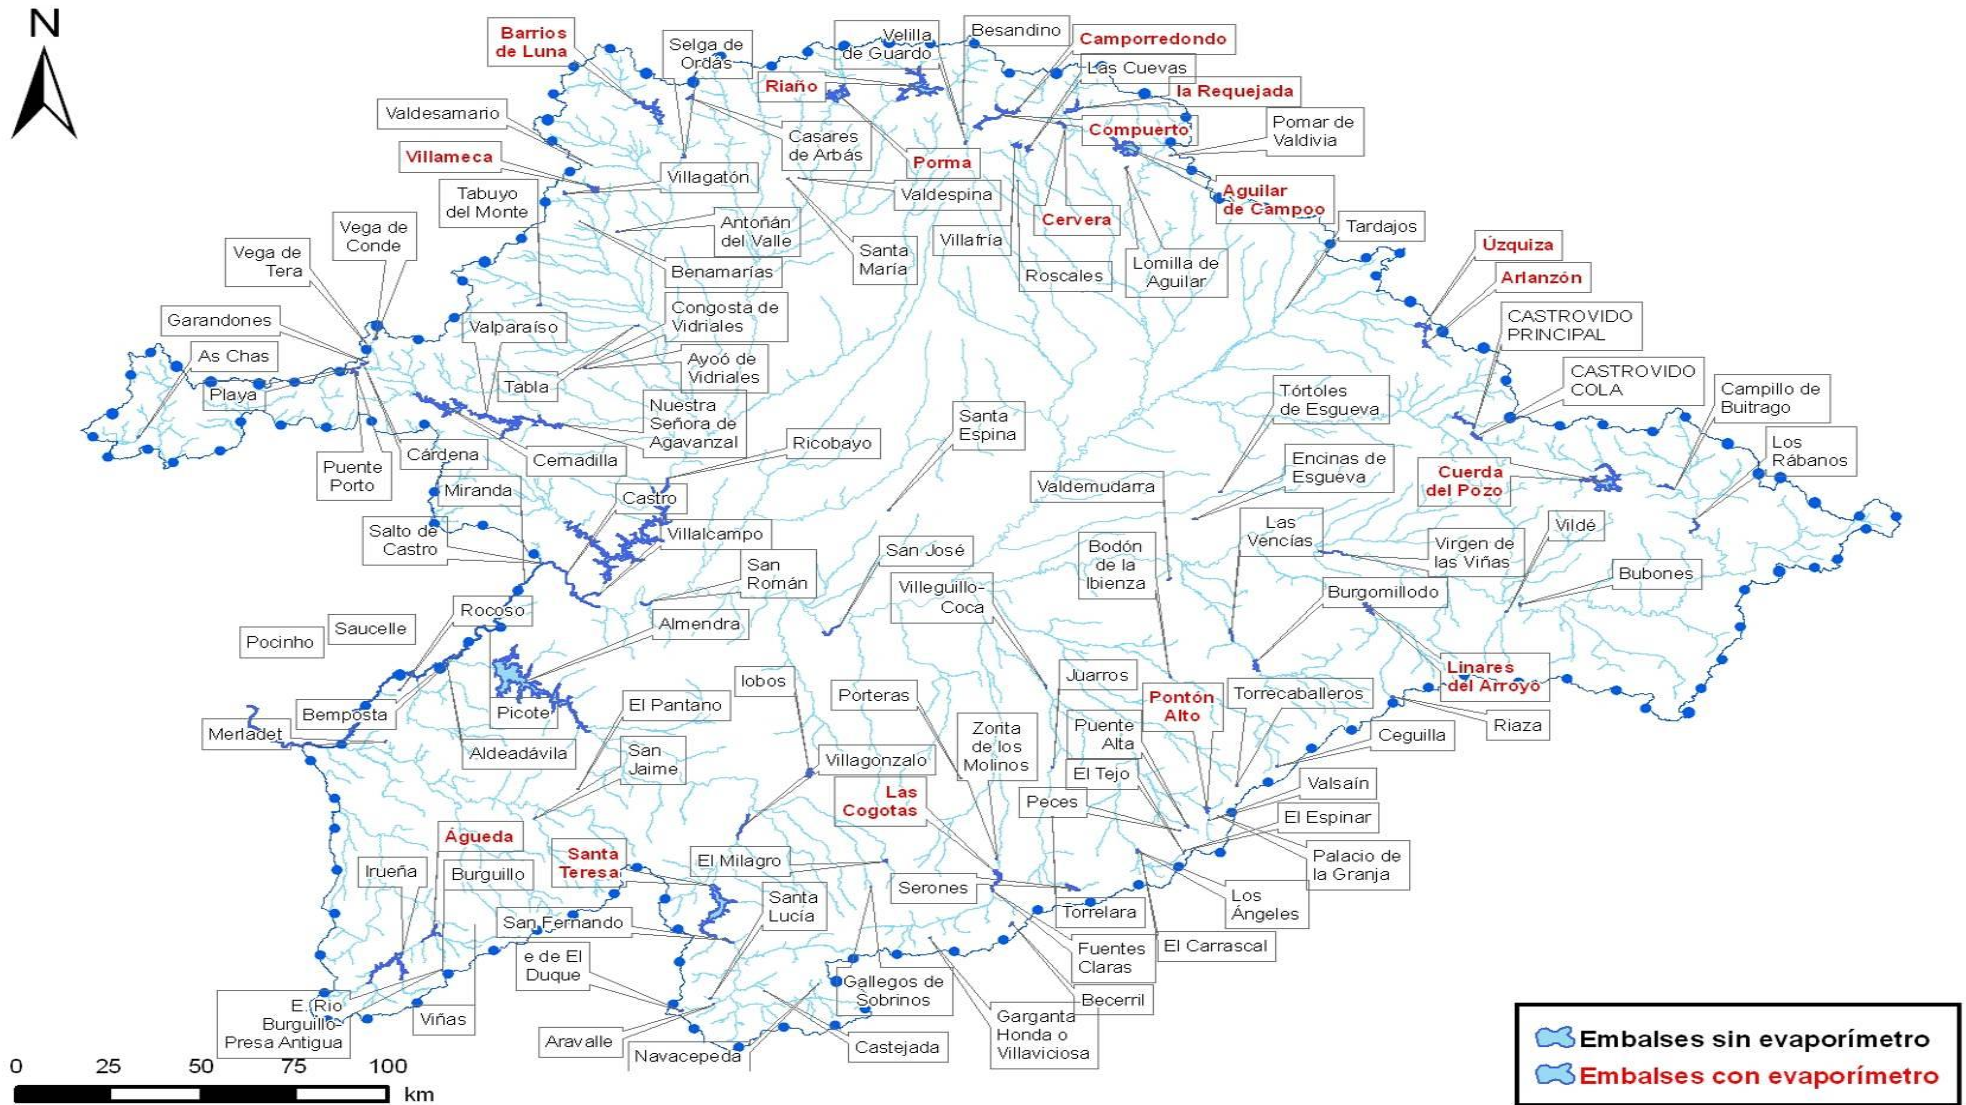 N
Barrios
de Luna
Selga de
Ordás
Velilla
de Guardo
Besandino
Camporredondo
Las Cuevas
Riaño
la Requejada
Valdesamario
Casares
de Arbás
Compuerto
Pomar de
Valdivia
Villameca
Porma
Villagatón
Valdespina
Aguilar
de Campoo
Tabuyo
del Monte
Antoñán
del Valle
Cervera
Tardajos
Vega de
Conde
Vega de
Tera
Santa
María
Villafría
Úzquiza
Benamarías
Roscales
Lomilla de
Aguilar
Arlanzón
Garandones
Valparaíso
Congosta de
Vidriales
CASTROVIDO
PRINCIPAL
As Chas
Ayoó de
Vidriales
CASTROVIDO
COLA
Playa
Tabla
Tórtoles
de Esgueva
Campillo de
Buitrago
Nuestra
Señora de
Agavanzal
Santa
Espina
Ricobayo
Los
Rábanos
Puente
Porto
Cárdena
Cernadilla
Encinas de
Esgueva
Cuerda
del Pozo
Miranda
Castro
Valdemudarra
Salto de
Castro
Villalcampo
San José
Las
Vencías
Vildé
Virgen de
las Viñas
San
Román
Bodón
de la
Ibienza
Bubones
Villeguillo-
Coca
Burgomillodo
Rocoso
Almendra
Saucelle
Pocinho
Linares
del Arroyo
Iobos
Porteras
Juarros
Pontón
Alto
Torrecaballeros
Bemposta
Picote
El Pantano
Riaza
Merladet
Aldeadávila
San
Jaime
Zorita
de los
Molinos
Puente
Alta
Ceguilla
Villagonzalo
El Tejo
Valsaín
Las
Cogotas
Peces
El Espinar
Águeda
Santa
Teresa
El Milagro
Palacio de
la Granja
Irueña
Burguillo
Serones
Santa
Lucía
Los
Ángeles
San Fernando
Torrelara
e de El
Duque
Fuentes
Claras
El Carrascal
Gallegos de
Sobrinos
Becerril
E. Rio
Burguillo-
Presa Antigua
Viñas
Garganta
Honda o
Villaviciosa
Aravalle
Navacepeda
Castejada
0 25 50 75 100
km
Embalses sin evaporímetro
Embalses con evaporímetro